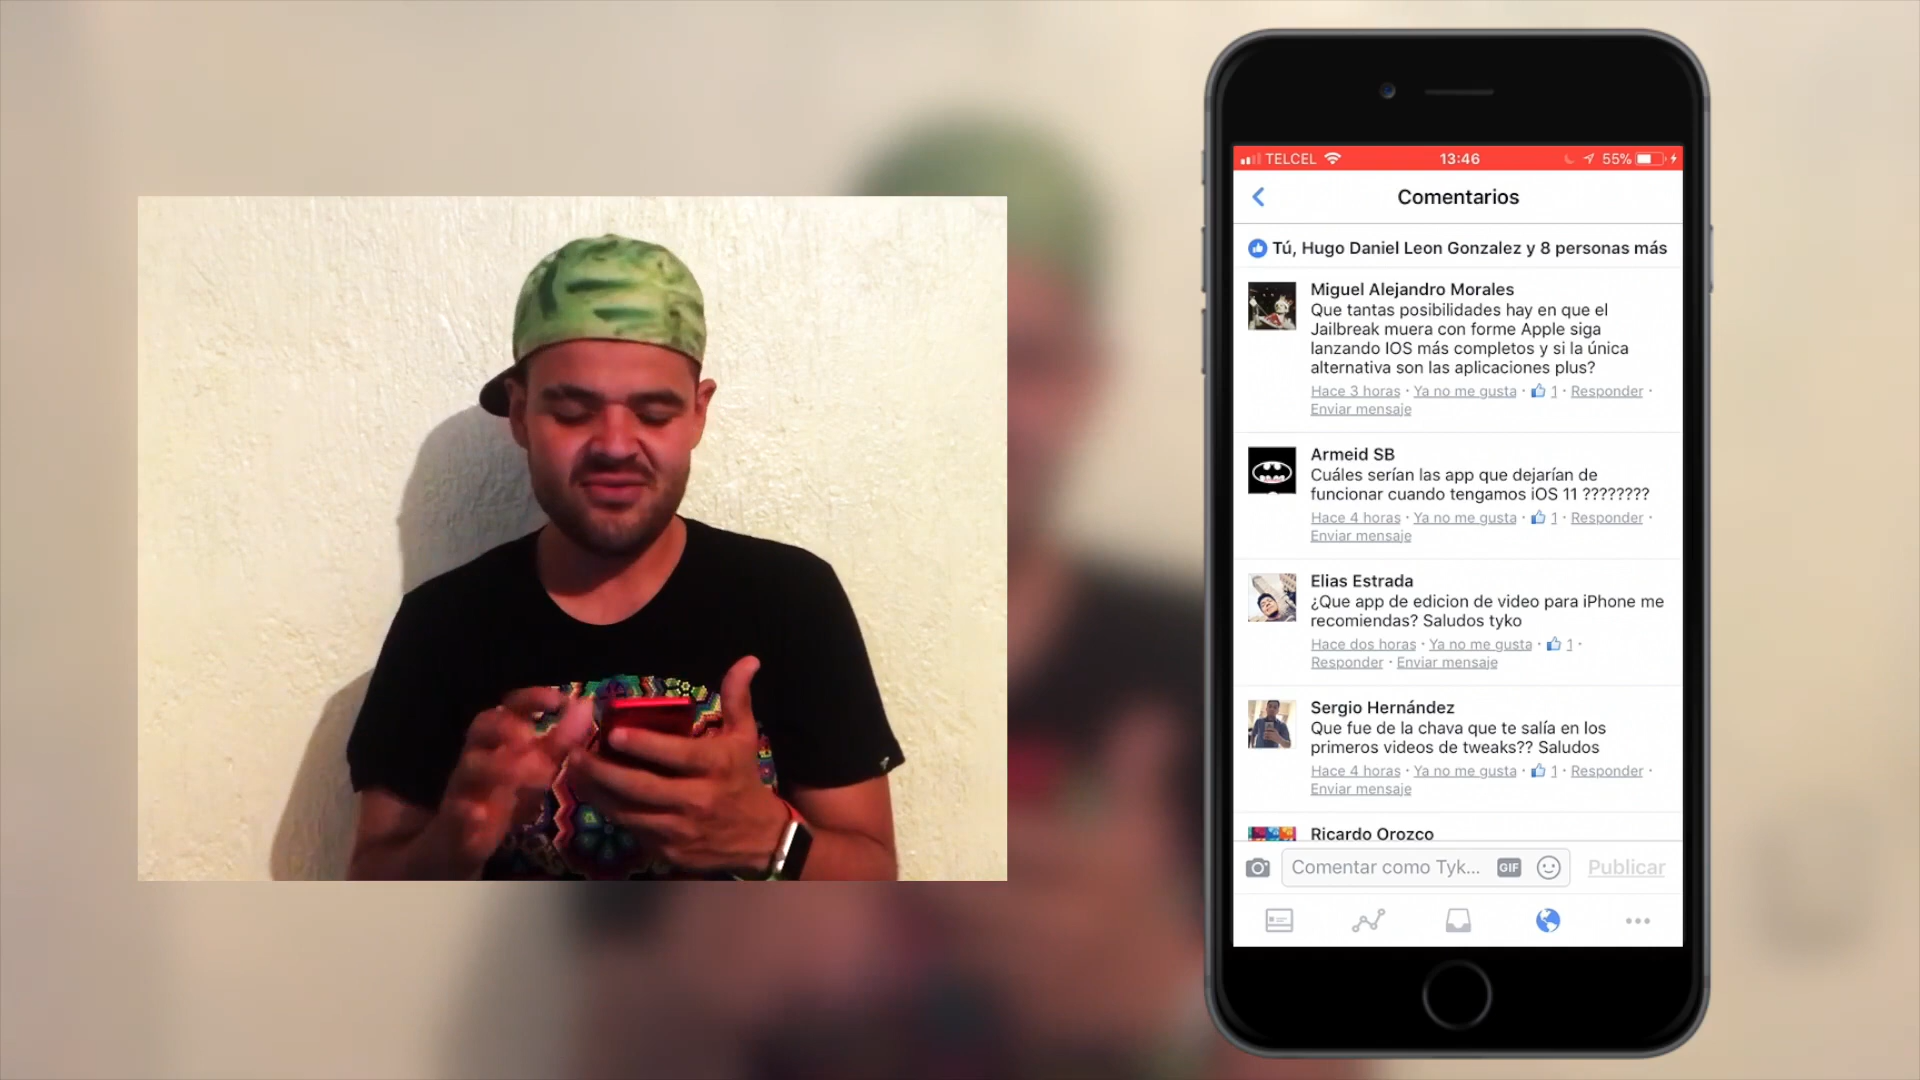 TELCEL 13:46 55%
Comentarios
Tú, Hugo Daniel Leon Gonzalez y 8 personas más
Miguel Alejandro Morales
Que tantas posibilidades hay en que el
Jailbreak muera con forme Apple siga
lanzando IOS más completos y si la única
alternativa son las aplicaciones plus?
Hace 3 horas · Ya no me gusta · 1 · Responder ·
Enviar mensaje
Armeid SB
Cuáles serían las app que dejarían de
funcionar cuando tengamos iOS 11 ????????
Hace 4 horas · Ya no me gusta · 1 · Responder ·
Enviar mensaje
Elias Estrada
¿Que app de edicion de video para iPhone me
recomiendas? Saludos tyko
Hace dos horas · Ya no me gusta · 1 ·
Responder · Enviar mensaje
Sergio Hernández
Que fue de la chava que te salía en los
primeros videos de tweaks?? Saludos
Hace 4 horas · Ya no me gusta · 1 · Responder ·
Enviar mensaje
Ricardo Orozco
Comentar como Tyk... GIF Publicar